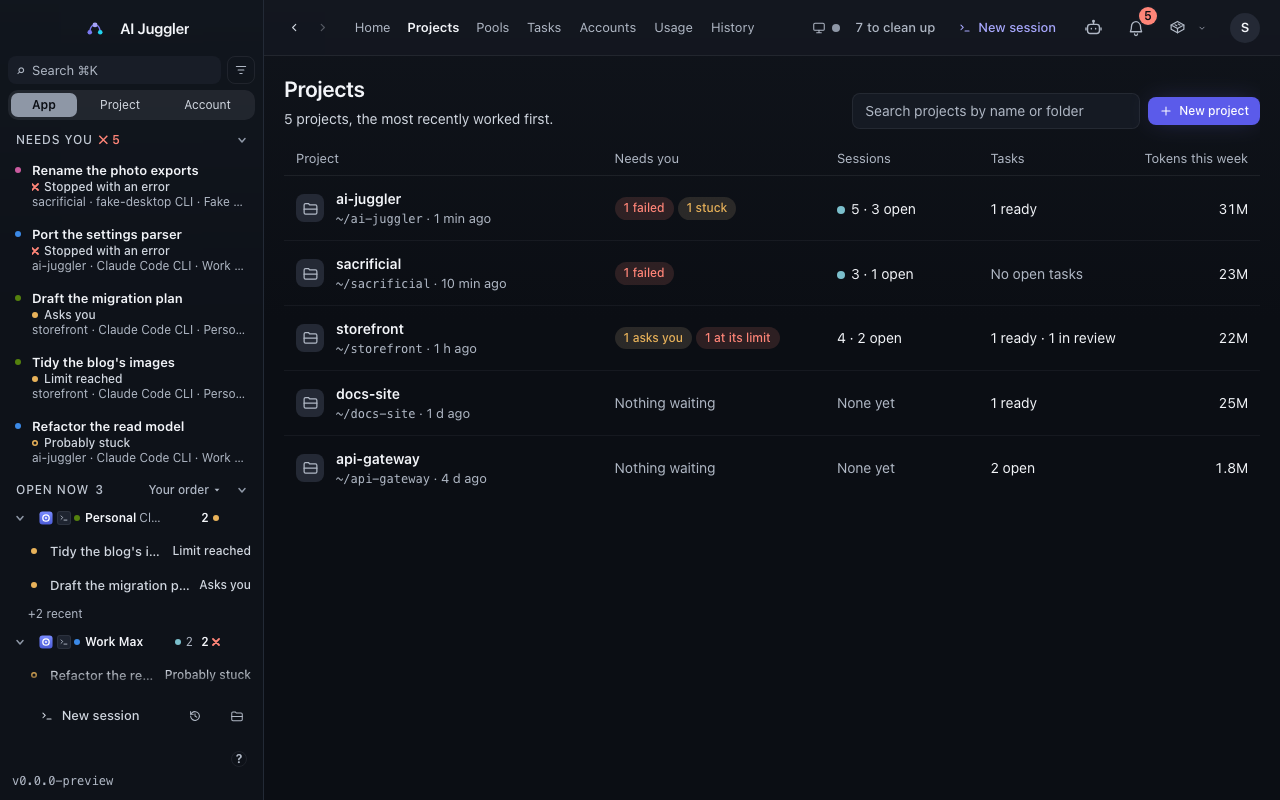 AI Juggler
Search ⌘K
App Project Account
NEEDS YOU 5
Rename the photo exports
Stopped with an error
sacrificial · fake-desktop CLI · Fake ...
Port the settings parser
Stopped with an error
ai-juggler · Claude Code CLI · Work ...
Draft the migration plan
Asks you
storefront · Claude Code CLI · Perso...
Tidy the blog's images
Limit reached
storefront · Claude Code CLI · Perso...
Refactor the read model
Probably stuck
ai-juggler · Claude Code CLI · Work ...
OPEN NOW 3 Your order
Personal Cl... 2
Tidy the blog's i... Limit reached
Draft the migration p... Asks you
+2 recent
Work Max 2 2
Refactor the re... Probably stuck
New session
?
v0.0.0-preview
Home Projects Pools Tasks Accounts Usage History 7 to clean up New session 5 S
Projects
5 projects, the most recently worked first.
Search projects by name or folder
+ New project
Project Needs you Sessions Tasks Tokens this week
ai-juggler
~/ai-juggler · 1 min ago
1 failed 1 stuck 5 · 3 open 1 ready 31M
sacrificial
~/sacrificial · 10 min ago
1 failed 3 · 1 open No open tasks 23M
storefront
~/storefront · 1 h ago
1 asks you 1 at its limit 4 · 2 open 1 ready · 1 in review 22M
docs-site
~/docs-site · 1 d ago
Nothing waiting None yet 1 ready 25M
api-gateway
~/api-gateway · 4 d ago
Nothing waiting None yet 2 open 1.8M